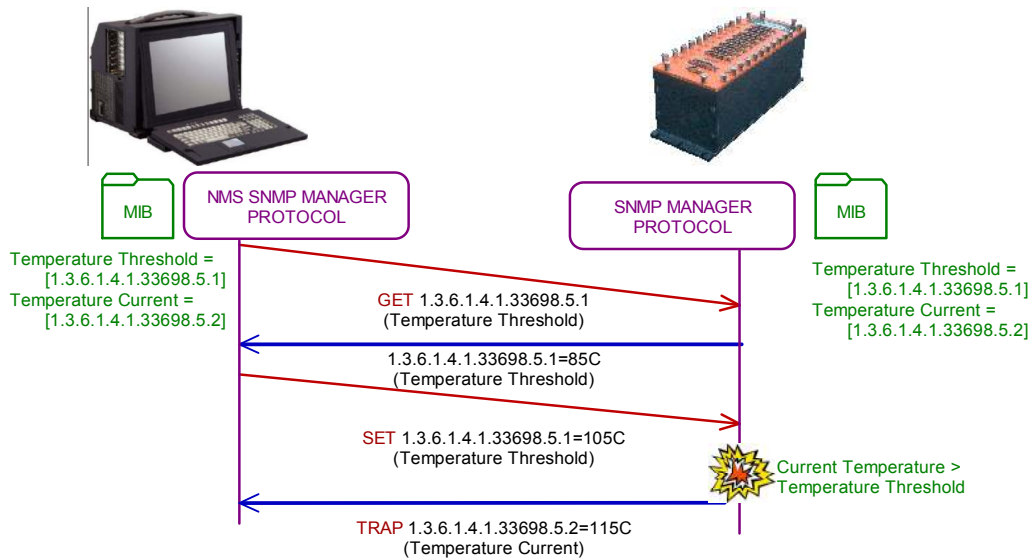 NMS SNMP MANAGER
PROTOCOL
SNMP MANAGER
PROTOCOL
MIB
MIB
Temperature Threshold =
[1.3.6.1.4.1.33698.5.1]
Temperature Current =
[1.3.6.1.4.1.33698.5.2]
Temperature Threshold =
[1.3.6.1.4.1.33698.5.1]
Temperature Current =
[1.3.6.1.4.1.33698.5.2]
GET 1.3.6.1.4.1.33698.5.1
(Temperature Threshold)
1.3.6.1.4.1.33698.5.1=85C
(Temperature Threshold)
SET 1.3.6.1.4.1.33698.5.1=105C
(Temperature Threshold)
Current Temperature >
Temperature Threshold
TRAP 1.3.6.1.4.1.33698.5.2=115C
(Temperature Current)